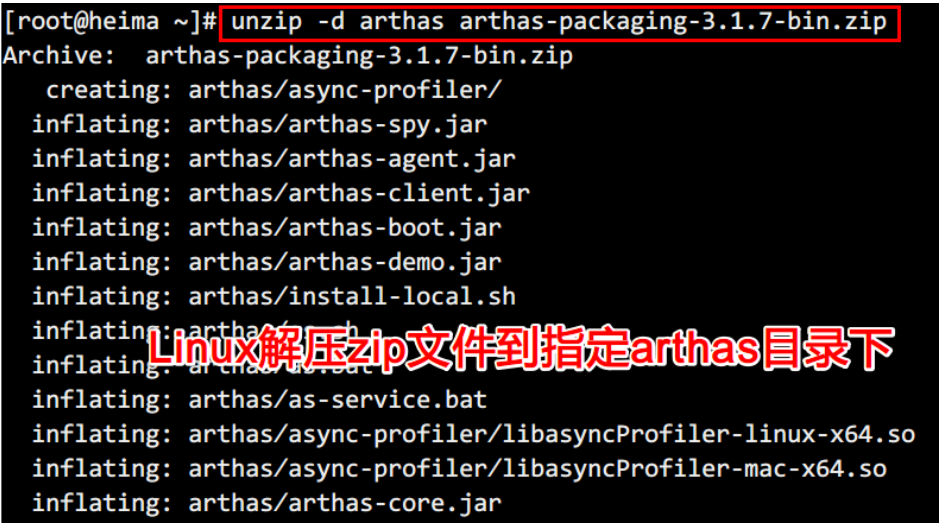 [root@heima ~]# unzip -d arthas arthas-packaging-3.1.7-bin.zip
Archive:  arthas-packaging-3.1.7-bin.zip
   creating: arthas/async-profiler/
  inflating: arthas/arthas-spy.jar
  inflating: arthas/arthas-agent.jar
  inflating: arthas/arthas-client.jar
  inflating: arthas/arthas-boot.jar
  inflating: arthas/arthas-demo.jar
  inflating: arthas/install-local.sh
  inflating: arthas/as.sh
Linux解压zip文件到指定arthas目录下
  inflating: arthas/as.bat
  inflating: arthas/as-service.bat
  inflating: arthas/async-profiler/libasyncProfiler-linux-x64.so
  inflating: arthas/async-profiler/libasyncProfiler-mac-x64.so
  inflating: arthas/arthas-core.jar